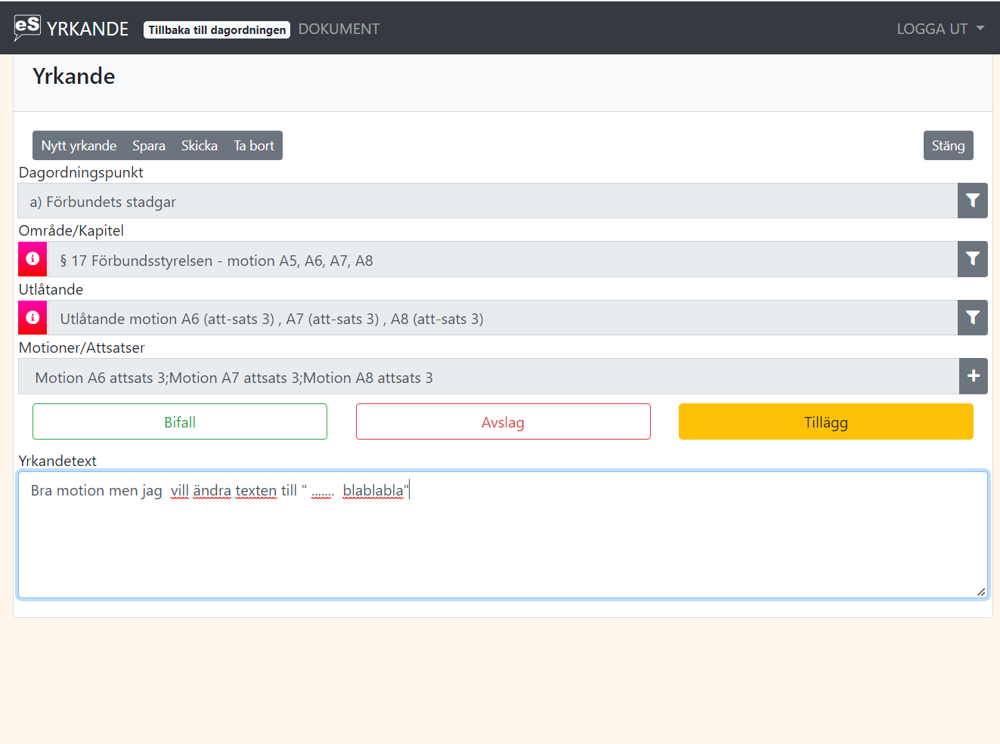 eS YRKANDE Tillbaka till dagordningen DOKUMENT LOGGA UT
Yrkande
Nytt yrkande Spara Skicka Ta bort Stäng
Dagordningspunkt
a) Förbundets stadgar
Område/Kapitel
§ 17 Förbundsstyrelsen - motion A5, A6, A7, A8
Utlåtande
Utlåtande motion A6 (att-sats 3) , A7 (att-sats 3) , A8 (att-sats 3)
Motioner/Attsatser
Motion A6 attsats 3;Motion A7 attsats 3;Motion A8 attsats 3
Bifall Avslag Tillägg
Yrkandetext
Bra motion men jag  vill ändra texten till " .......  blablabla"